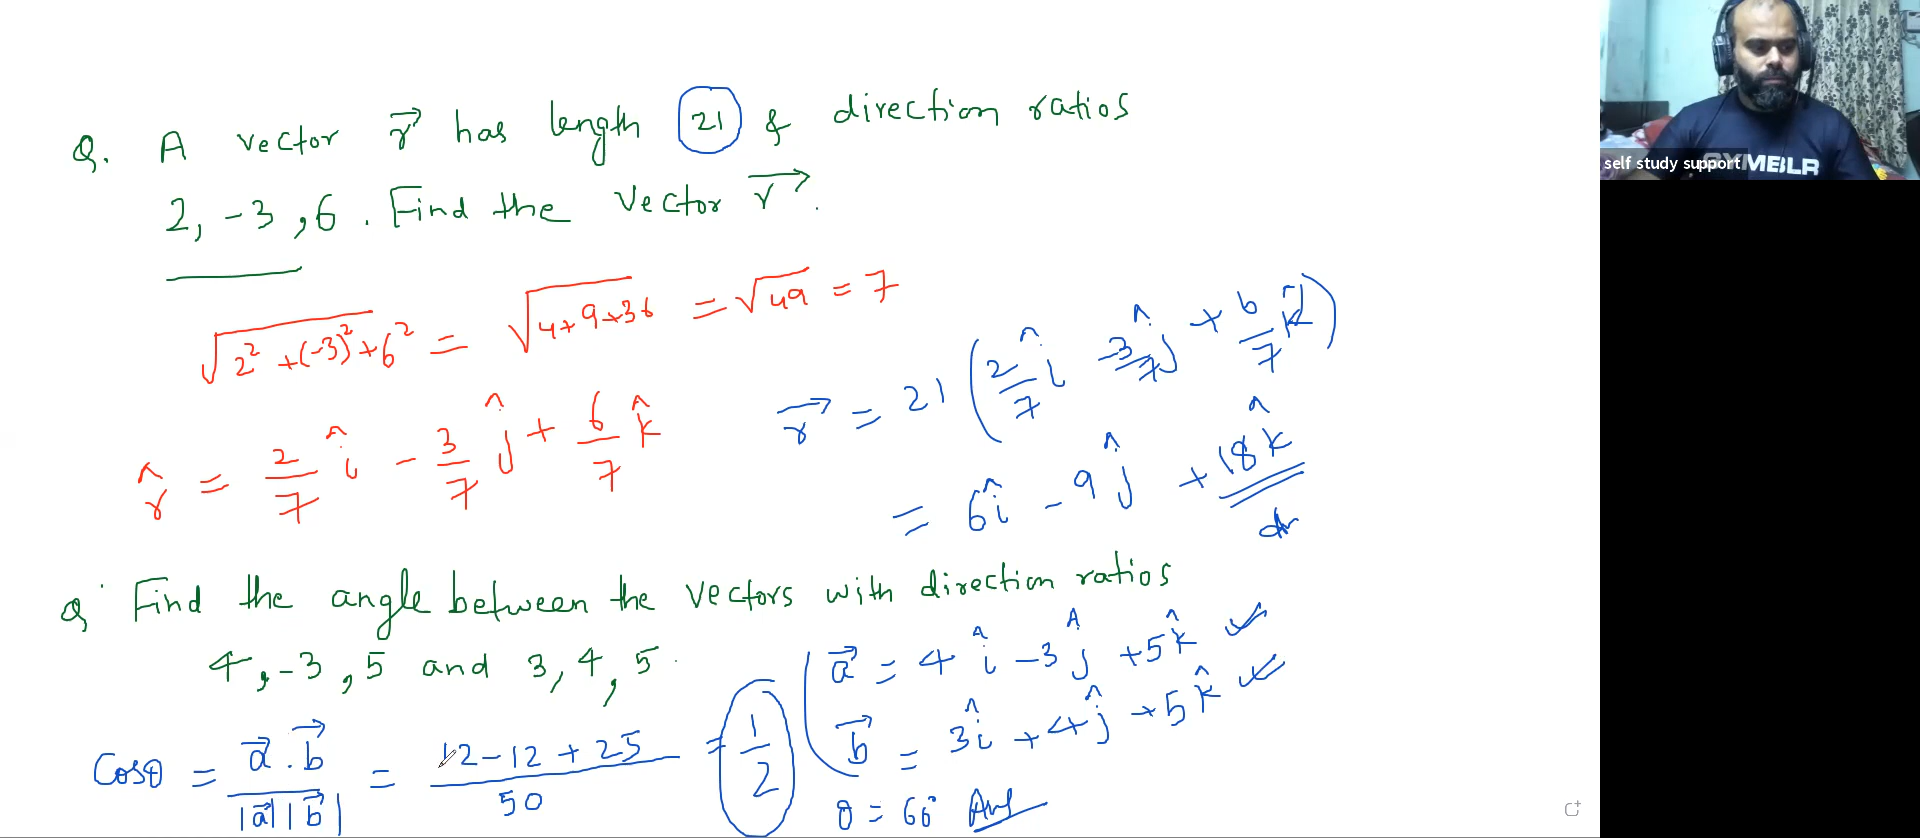 Q. A vector r⃗ has length 21 & direction ratios
2, -3, 6. Find the vector r⃗.
√(2² + (-3)² + 6²) = √(4+9+36) = √49 = 7
r̂ = 2/7 î - 3/7 ĵ + 6/7 k̂
r⃗ = 21 (2/7 î - 3/7 ĵ + 6/7 k̂)
= 6î - 9ĵ + 18k̂
Q. Find the angle between the vectors with direction ratios
4, -3, 5 and 3, 4, 5.
a⃗ = 4î - 3ĵ + 5k̂ ✓
b⃗ = 3î + 4ĵ + 5k̂ ✓
Cosθ = a⃗ . b⃗ / |a⃗| |b⃗| = 12 - 12 + 25 / 50 = 1/2
θ = 60° Ans
self study support